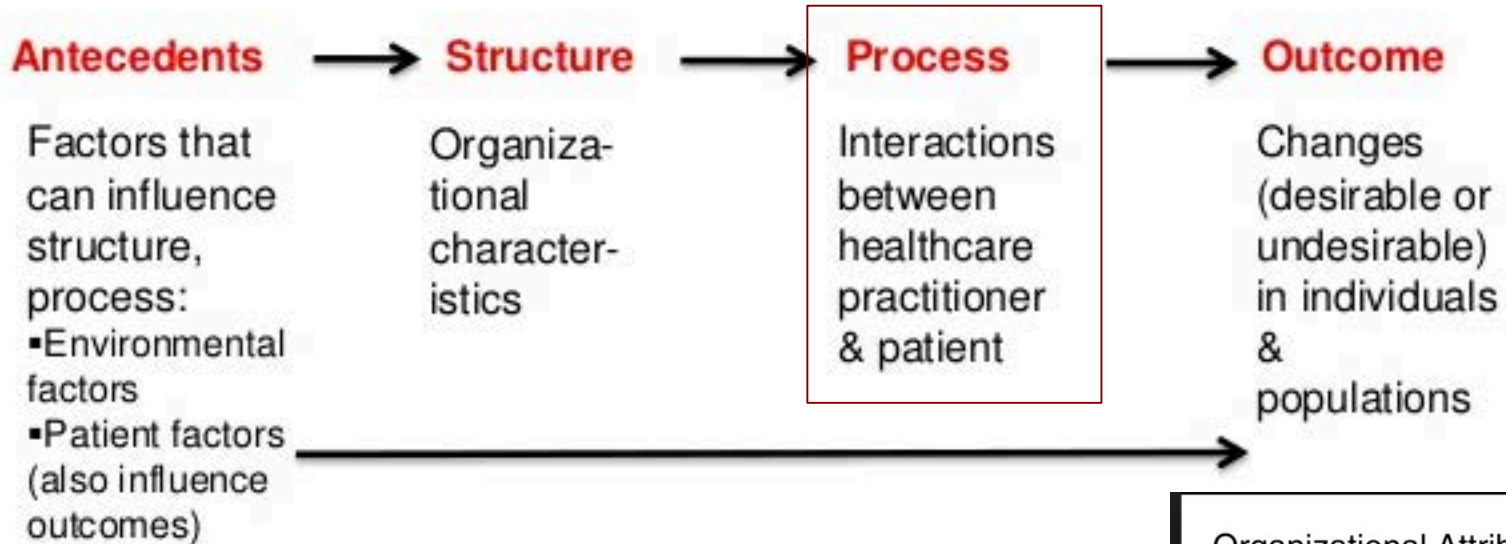 Antecedents
Factors that
can influence
structure,
process:
▪Environmental
factors
▪Patient factors
(also influence
outcomes)
Structure
Organiza-
tional
character-
istics
Process
Interactions
between
healthcare
practitioner
& patient
Outcome
Changes
(desirable or
undesirable)
in individuals
&
populations
Organizational